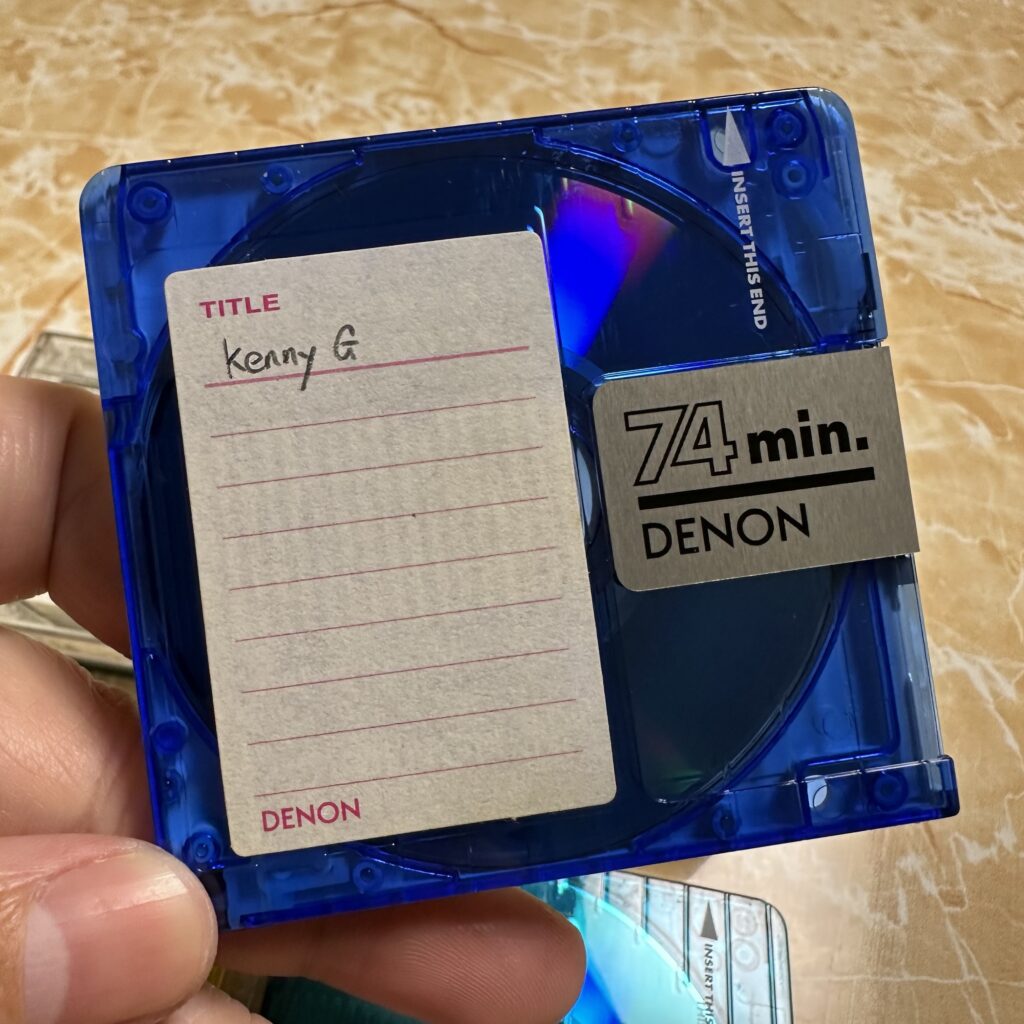 TITLE
Kenny G
DENON
INSERT THIS END
74 min.
DENON
INSERT THIS